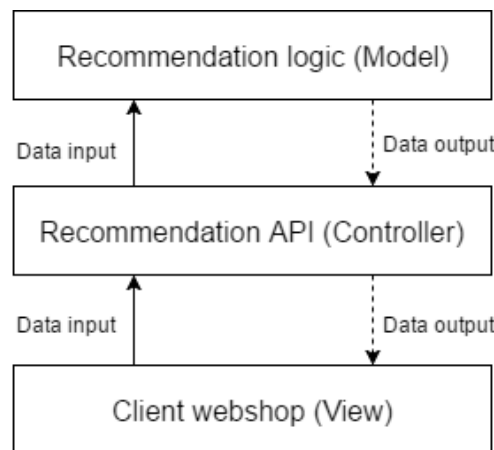 Recommendation logic (Model)
Data input
Data output
Recommendation API (Controller)
Data input
Data output
Client webshop (View)